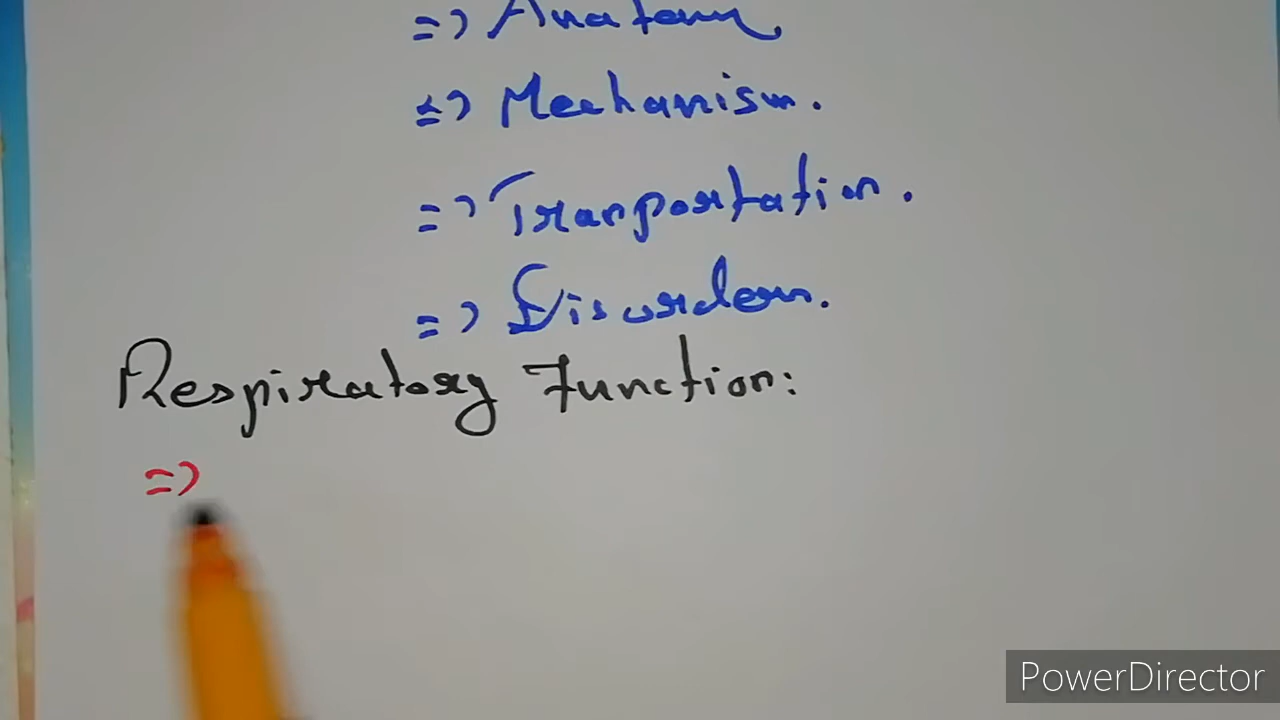 => Anatomy
=> Mechanism.
=> Tranportation.
=> Disorders.
Respiratory Function:
=>
PowerDirector